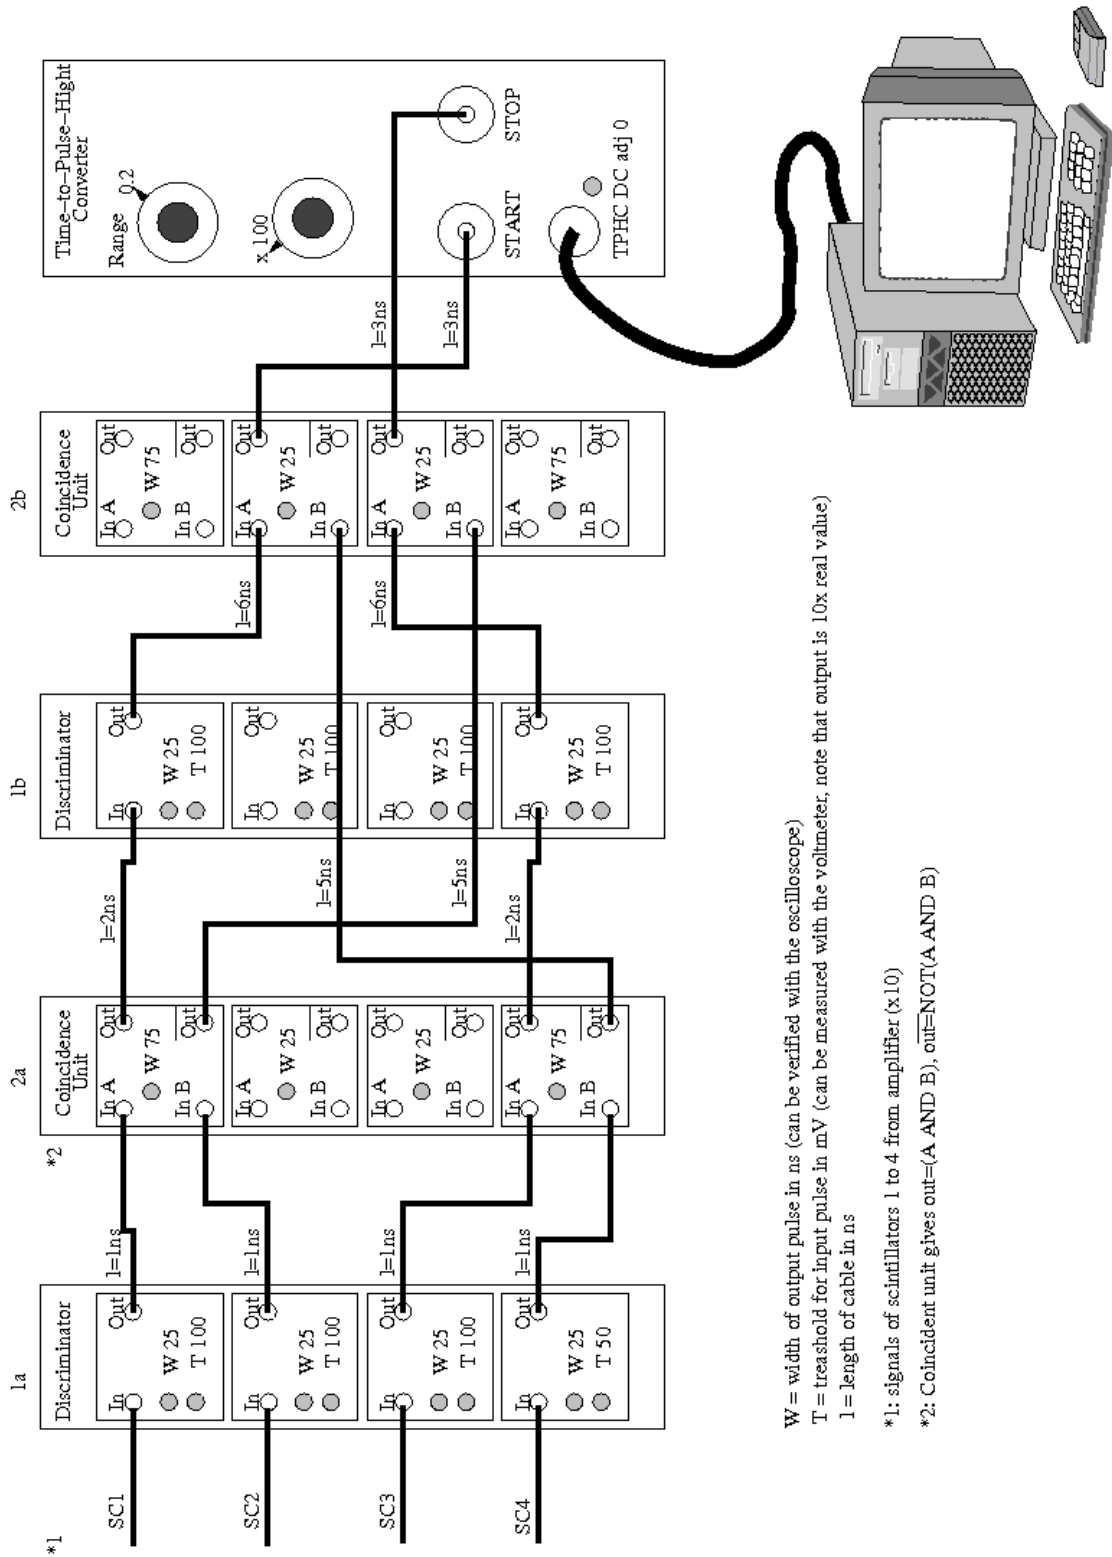 *1
SC1
SC2
SC3
SC4
1a
Discriminator
In
Out
W 25
T 100
In
Out
W 25
T 100
In
Out
W 25
T 100
In
Out
W 25
T 50
l=1ns
l=1ns
l=1ns
l=1ns
*2
2a
Coincidence
Unit
In A
Out
W 75
In B
Out
In A
Out
W 25
In B
Out
In A
Out
W 25
In B
Out
In A
Out
W 75
In B
Out
l=2ns
l=5ns
l=5ns
l=2ns
1b
Discriminator
In
Out
W 25
T 100
In
Out
W 25
T 100
In
Out
W 25
T 100
In
Out
W 25
T 100
l=6ns
l=6ns
2b
Coincidence
Unit
In A
Out
W 75
In B
Out
In A
Out
W 25
In B
Out
In A
Out
W 25
In B
Out
In A
Out
W 75
In B
Out
l=3ns
l=3ns
Time-to-Pulse-Hight
Converter
Range
0.2
x 100
START
STOP
TPHC DC adj 0
W = width of output pulse in ns (can be verified with the oscilloscope)
T = treashold for input pulse in mV (can be measured with the voltmeter, note that output is 10x real value)
l = length of cable in ns
*1: signals of scintillators 1 to 4 from amplifier (x10)
*2: Coincident unit gives out=(A AND B), out=NOT(A AND B)